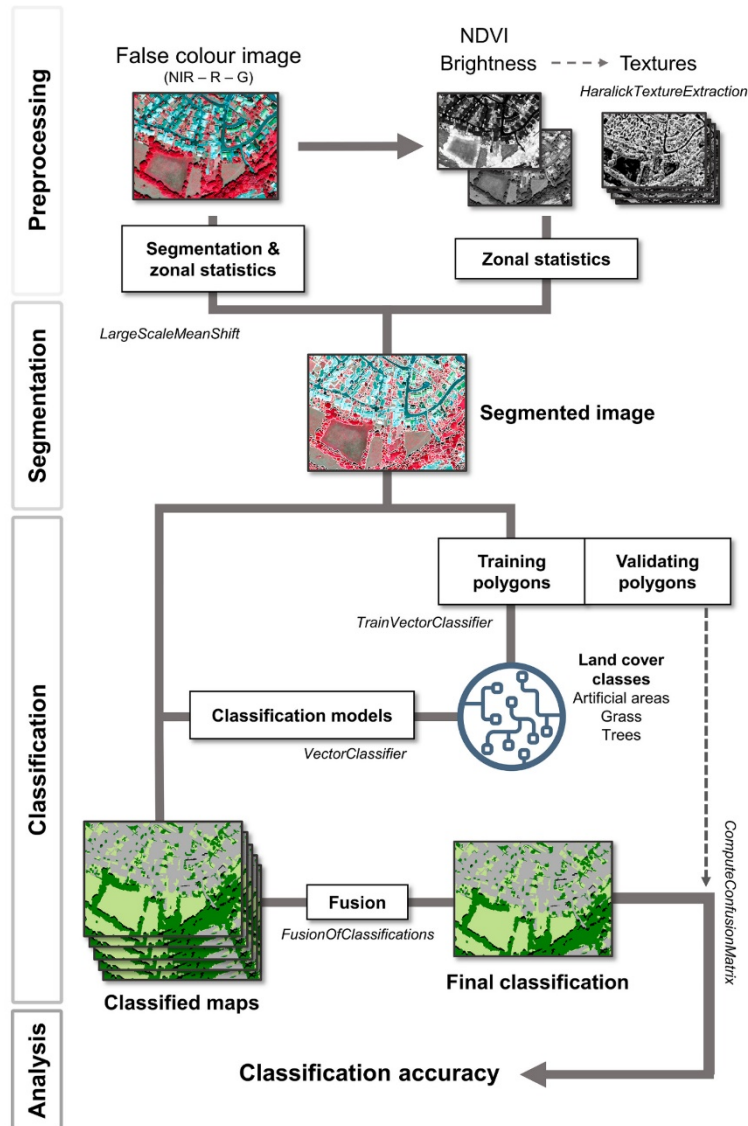 Preprocessing
False colour image
(NIR – R – G)
NDVI
Brightness
Textures
HaralickTextureExtraction
Segmentation &
zonal statistics
Zonal statistics
Segmentation
LargeScaleMeanShift
Segmented image
Classification
Training
polygons
Validating
polygons
TrainVectorClassifier
Land cover
classes
Artificial areas
Grass
Trees
Classification models
VectorClassifier
ComputeConfusionMatrix
Fusion
FusionOfClassifications
Classified maps
Final classification
Analysis
Classification accuracy